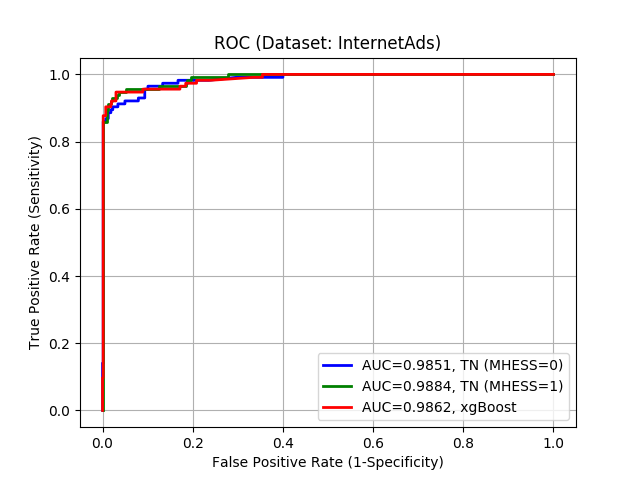 ROC (Dataset: InternetAds)
True Positive Rate (Sensitivity)
1.0
0.8
0.6
0.4
0.2
0.0
AUC=0.9851, TN (MHESS=0)
AUC=0.9884, TN (MHESS=1)
AUC=0.9862, xgBoost
0.0 0.2 0.4 0.6 0.8 1.0
False Positive Rate (1-Specificity)